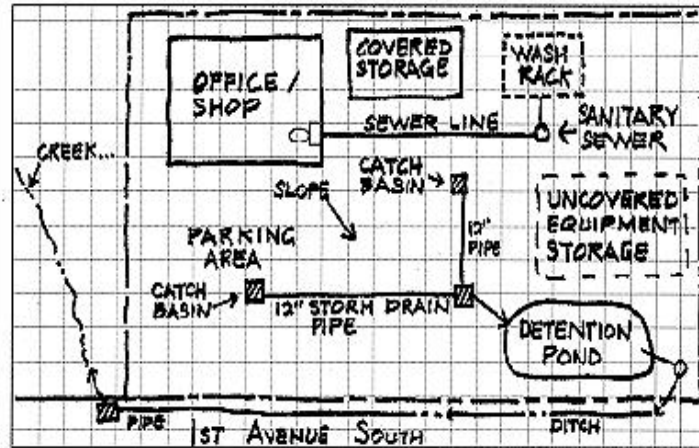 OFFICE /
SHOP
COVERED
STORAGE
WASH
RACK
SEWER LINE
SANITARY
SEWER
CREEK...
CATCH
BASIN
SLOPE
12"
PIPE
UNCOVERED
EQUIPMENT
STORAGE
PARKING
AREA
CATCH
BASIN
12" STORM DRAIN
PIPE
DETENTION
POND
PIPE
DITCH
1ST AVENUE SOUTH